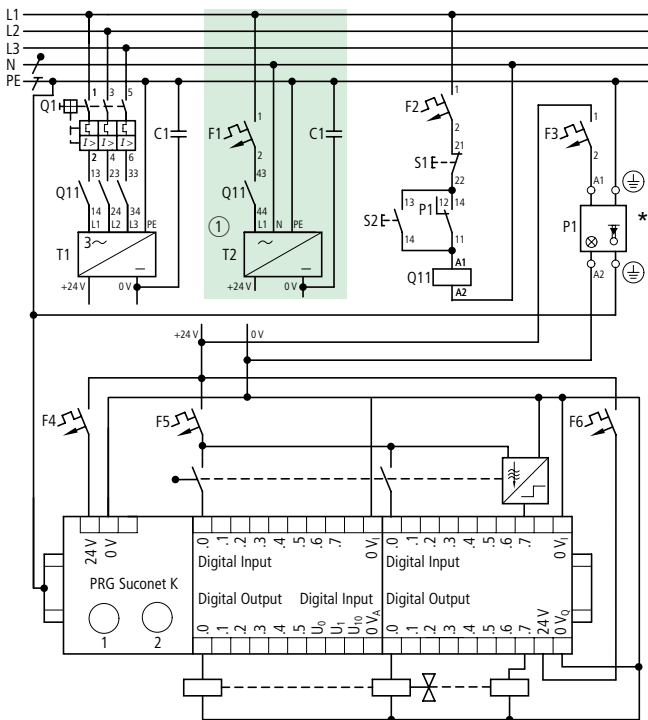 L1
L2
L3
N
PE
Q1
1 3 5
I> I> I>
2 4 6
C1
Q11
13 23 33
14 24 34
L1 L2 L3 PE
3~
T1
+24 V 0 V
F1
1
2
C1
Q11
43
44
L1 N PE
1
T2
~
+24 V 0 V
F2
1
2
S1
21
22
S2
13
14
P1
12 14
11
Q11
A1
A2
F3
1
2
A1
P1
*
A2
+24 V 0 V
F4
F5
F6
24 V
0 V
.0
.1
.2
.3
.4
.5
.6
.7
0 VI
.0
.1
.2
.3
.4
.5
.6
.7
0 VI
Digital Input
Digital Input
PRG Suconet K
1 2
Digital Output Digital Input
Digital Output
.0
.1
.2
.3
.4
.5
U0
U1
U10
0 VA
.0
.1
.2
.3
.4
.5
.6
.7
24 V
0 VQ